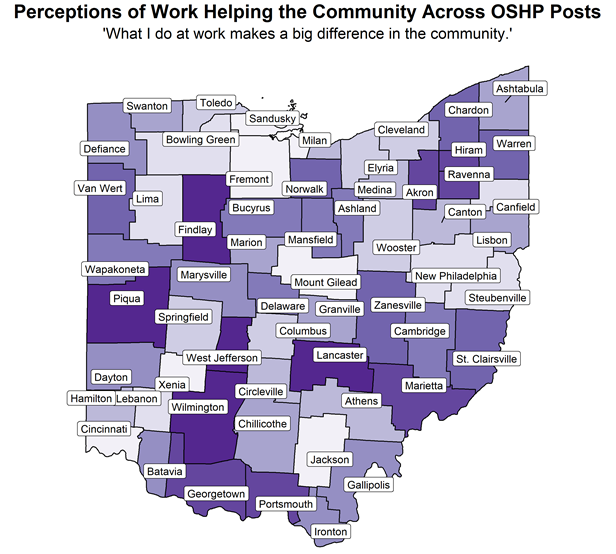 Perceptions of Work Helping the Community Across OSHP Posts
'What I do at work makes a big difference in the community.'
Ashtabula
Swanton
Toledo
Chardon
Sandusky
Cleveland
Bowling Green
Milan
Warren
Defiance
Hiram
Elyria
Ravenna
Fremont
Van Wert
Norwalk
Medina
Akron
Lima
Bucyrus
Ashland
Canton
Canfield
Findlay
Marion
Mansfield
Lisbon
Wooster
Wapakoneta
Marysville
New Philadelphia
Mount Gilead
Piqua
Steubenville
Delaware
Granville
Zanesville
Springfield
Columbus
Cambridge
West Jefferson
Lancaster
St. Clairsville
Dayton
Xenia
Marietta
Circleville
Hamilton
Lebanon
Wilmington
Athens
Chillicothe
Cincinnati
Jackson
Batavia
Gallipolis
Georgetown
Portsmouth
Ironton